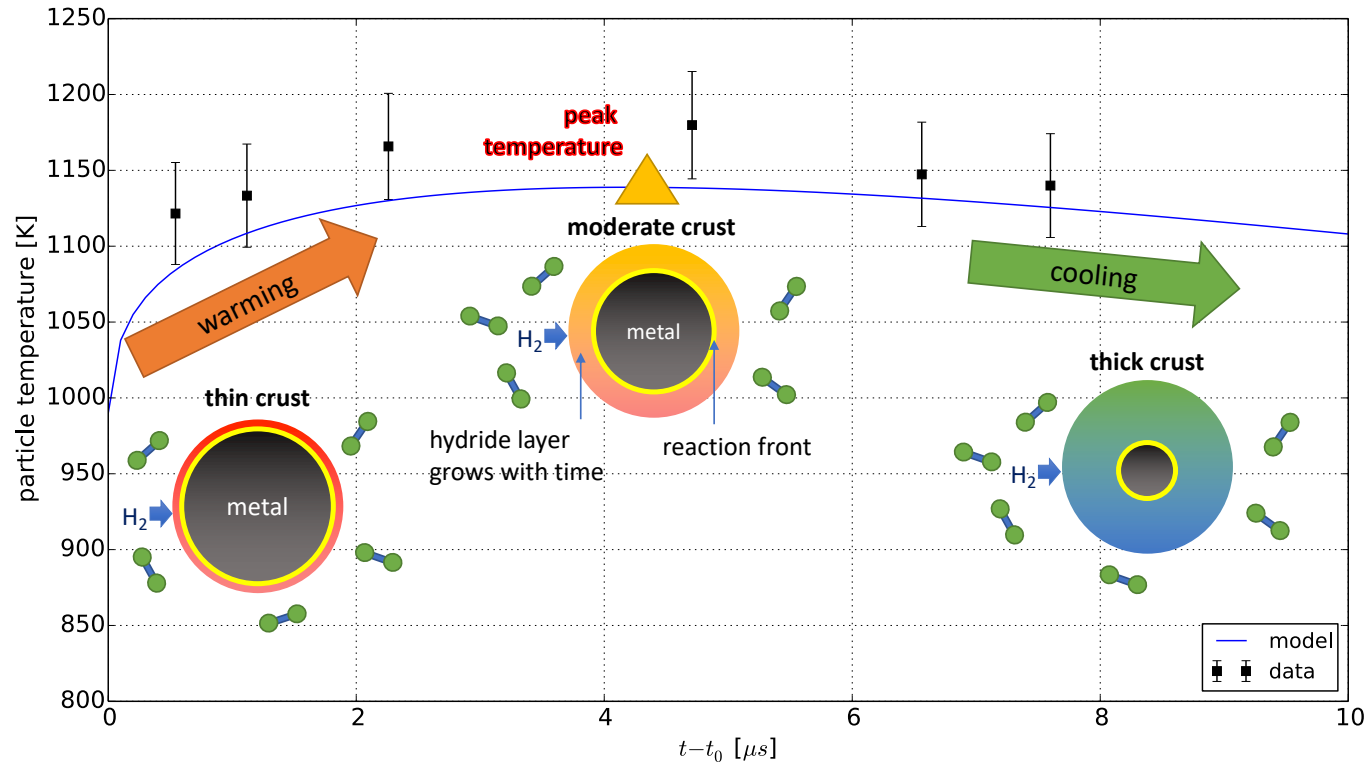 1250
1200
1150
1100
1050
1000
950
900
850
800
particle temperature [K]
peak
temperature
warming
moderate crust
cooling
metal
H2
thin crust
thick crust
hydride layer
grows with time
reaction front
metal
H2
H2
model
data
0
2
4
6
8
10
t−t0 [μs]